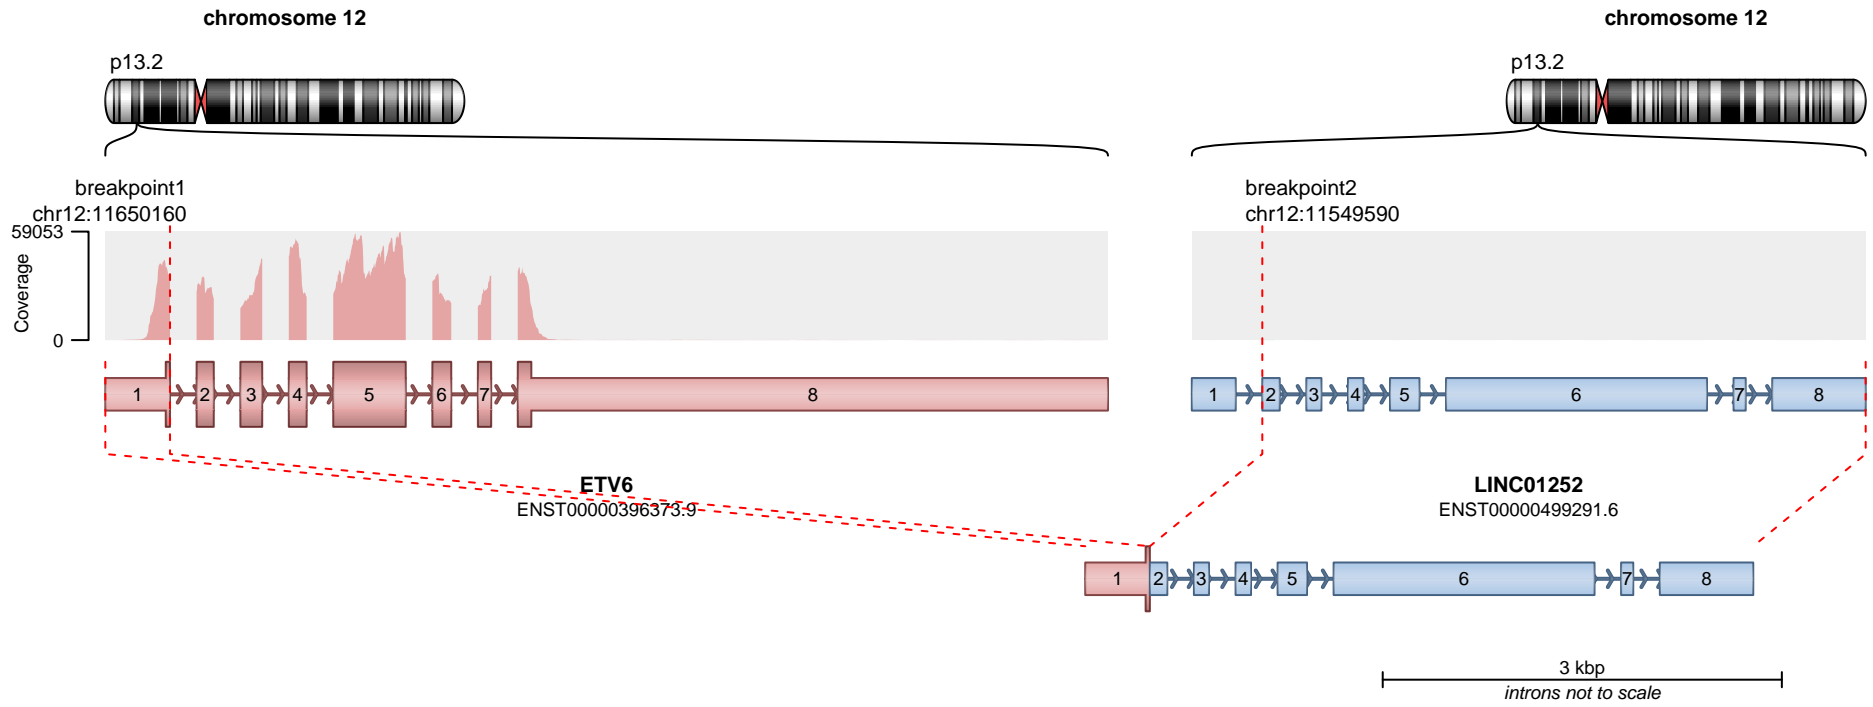 chromosome 12
chromosome 12
p13.2
p13.2
breakpoint1
chr12:11650160
breakpoint2
chr12:11549590
59053
Coverage
0
1 2 3 4 5 6 7 8
1 2 3 4 5 6 7 8
ETV6
ENST00000396373.9
LINC01252
ENST00000499291.6
1 2 3 4 5 6 7 8
3 kbp
introns not to scale